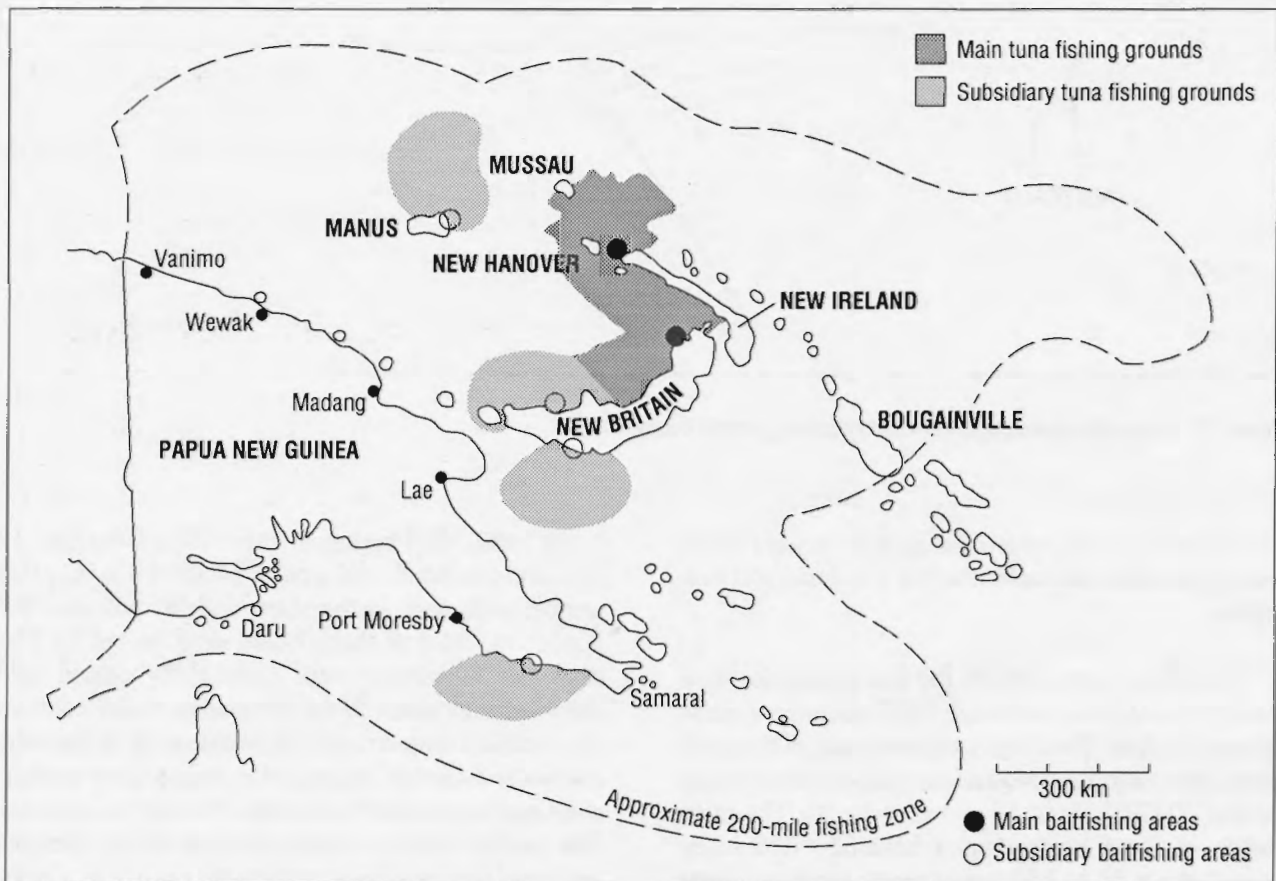 Main tuna fishing grounds
Subsidiary tuna fishing grounds
MUSSAU
MANUS
NEW HANOVER
Vanimo
NEW IRELAND
Wewak
Madang
NEW BRITAIN
BOUGAINVILLE
PAPUA NEW GUINEA
Lae
Daru
Port Moresby
Samaral
300 km
Approximate 200-mile fishing zone
Main baitfishing areas
Subsidiary baitfishing areas